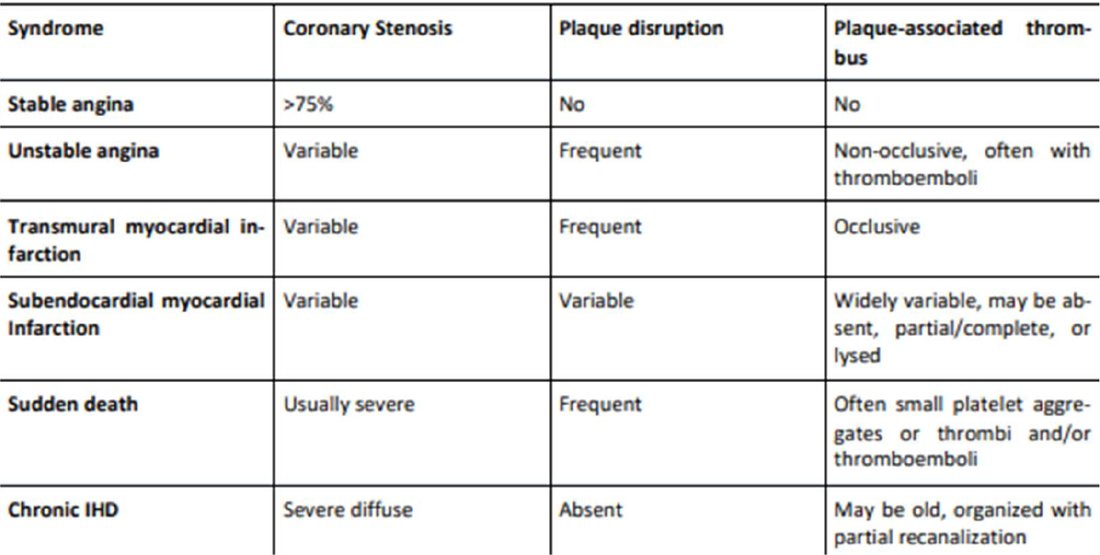 Syndrome
Coronary Stenosis
Plaque disruption
Plaque-associated throm-
bus
Stable angina
>75%
No
No
Unstable angina
Variable
Frequent
Non-occlusive, often with
thromboemboli
Transmural myocardial in-
farction
Variable
Frequent
Occlusive
Subendocardial myocardial
Infarction
Variable
Variable
Widely variable, may be ab-
sent, partial/complete, or
lysed
Sudden death
Usually severe
Frequent
Often small platelet aggre-
gates or thrombi and/or
thromboemboli
Chronic IHD
Severe diffuse
Absent
May be old, organized with
partial recanalization